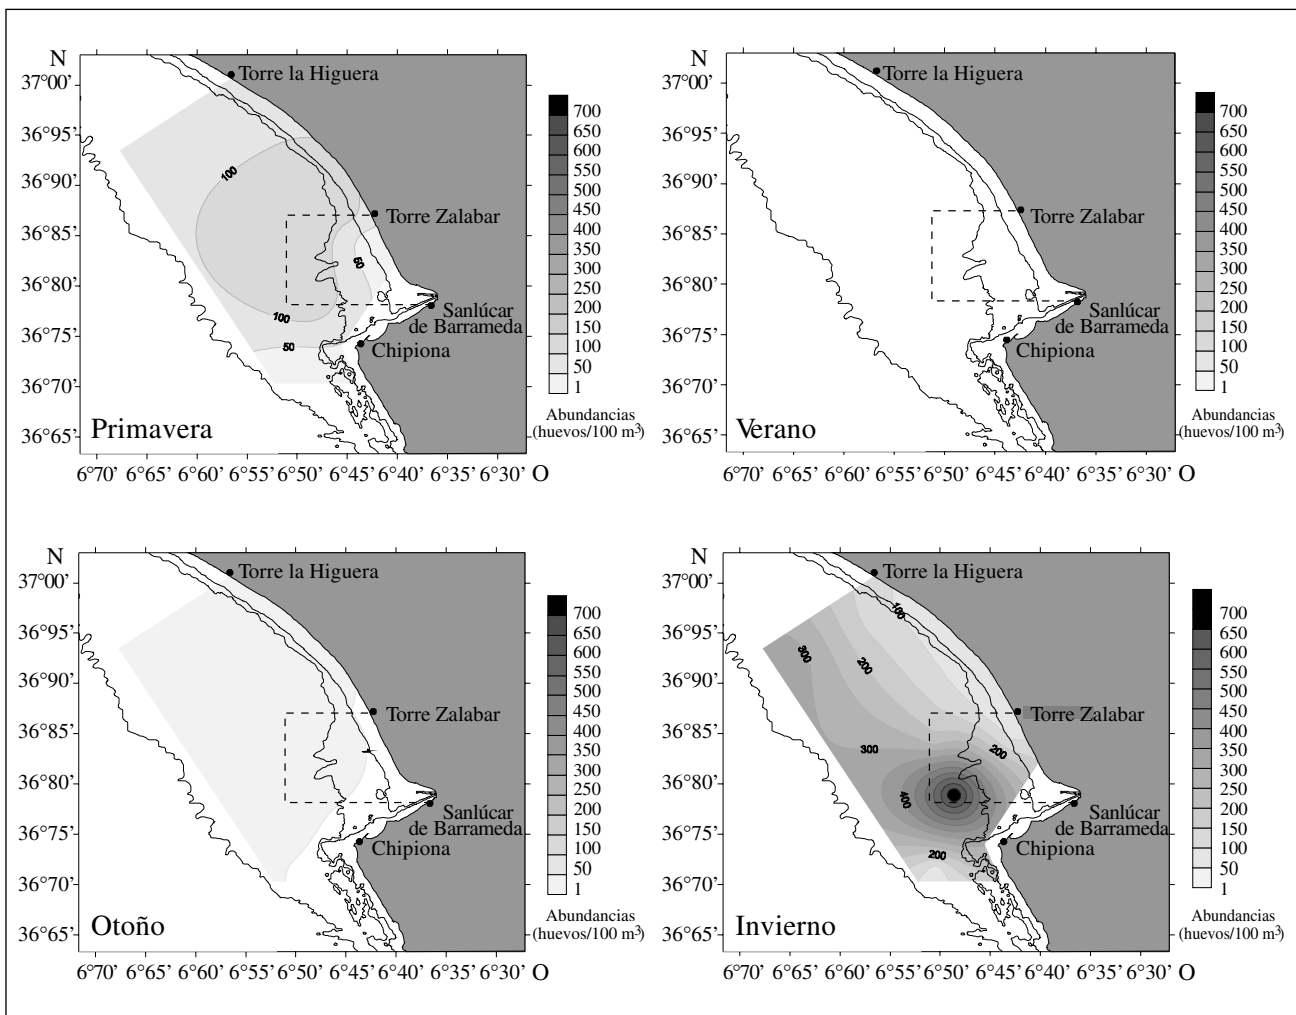 N
37°00'
36°95'
36°90'
36°85'
36°80'
36°75'
36°70'
36°65'
Torre la Higuera
Torre Zalabar
Sanlúcar
de Barrameda
Chipiona
100
100
50
50
Primavera
6°70' 6°65' 6°60' 6°55' 6°50' 6°45' 6°40' 6°35' 6°30' O
700
650
600
550
500
450
400
350
300
250
200
150
100
50
1
Abundancias
(huevos/100 m³)
N
37°00'
36°95'
36°90'
36°85'
36°80'
36°75'
36°70'
36°65'
Torre la Higuera
Torre Zalabar
Sanlúcar
de Barrameda
Chipiona
Verano
6°70' 6°65' 6°60' 6°55' 6°50' 6°45' 6°40' 6°35' 6°30' O
700
650
600
550
500
450
400
350
300
250
200
150
100
50
1
Abundancias
(huevos/100 m³)
N
37°00'
36°95'
36°90'
36°85'
36°80'
36°75'
36°70'
36°65'
Torre la Higuera
Torre Zalabar
1
Sanlúcar
de Barrameda
Chipiona
Otoño
6°70' 6°65' 6°60' 6°55' 6°50' 6°45' 6°40' 6°35' 6°30' O
700
650
600
550
500
450
400
350
300
250
200
150
100
50
1
Abundancias
(huevos/100 m³)
N
37°00'
36°95'
36°90'
36°85'
36°80'
36°75'
36°70'
36°65'
Torre la Higuera
100
300
200
Torre Zalabar
300
200
400
Sanlúcar
de Barrameda
Chipiona
200
Invierno
6°70' 6°65' 6°60' 6°55' 6°50' 6°45' 6°40' 6°35' 6°30' O
700
650
600
550
500
450
400
350
300
250
200
150
100
50
1
Abundancias
(huevos/100 m³)